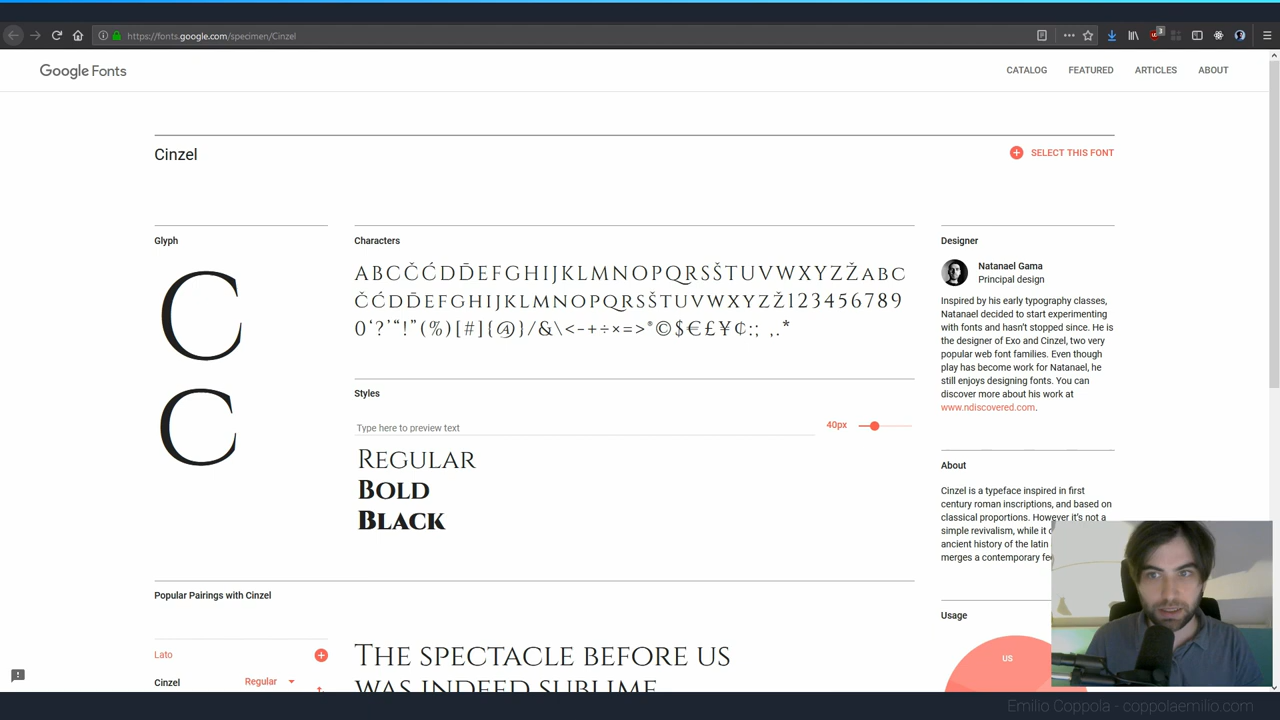 https://fonts.google.com/specimen/Cinzel
3
Google Fonts
CATALOG
FEATURED
ARTICLES
ABOUT
Cinzel
SELECT THIS FONT
Glyph
C
C
Characters
ABCČĆDĐEFGHIJKLMNOPQRSŠTUVWXYZŽabc
čćdđefghijklmnopqrsštuvwxyzž123456789
0‘?’“!”(%)[#]{@}/&\<-+÷×=>®©$€£¥¢:;,.*
Styles
Type here to preview text
40px
Regular
Bold
Black
Designer
Natanael Gama
Principal design
Inspired by his early typography classes,
Natanael decided to start experimenting
with fonts and hasn’t stopped since. He is
the designer of Exo and Cinzel, two very
popular web font families. Even though
play has become work for Natanael, he
still enjoys designing fonts. You can
discover more about his work at
www.ndiscovered.com.
About
Cinzel is a typeface inspired in first
century roman inscriptions, and based on
classical proportions. However it’s not a
simple revivalism, while it
ancient history of the latin
merges a contemporary
Usage
US
Popular Pairings with Cinzel
Lato
Cinzel
Regular
The spectacle before us
was indeed sublime.
Emilio Coppola - coppolaemilio.com